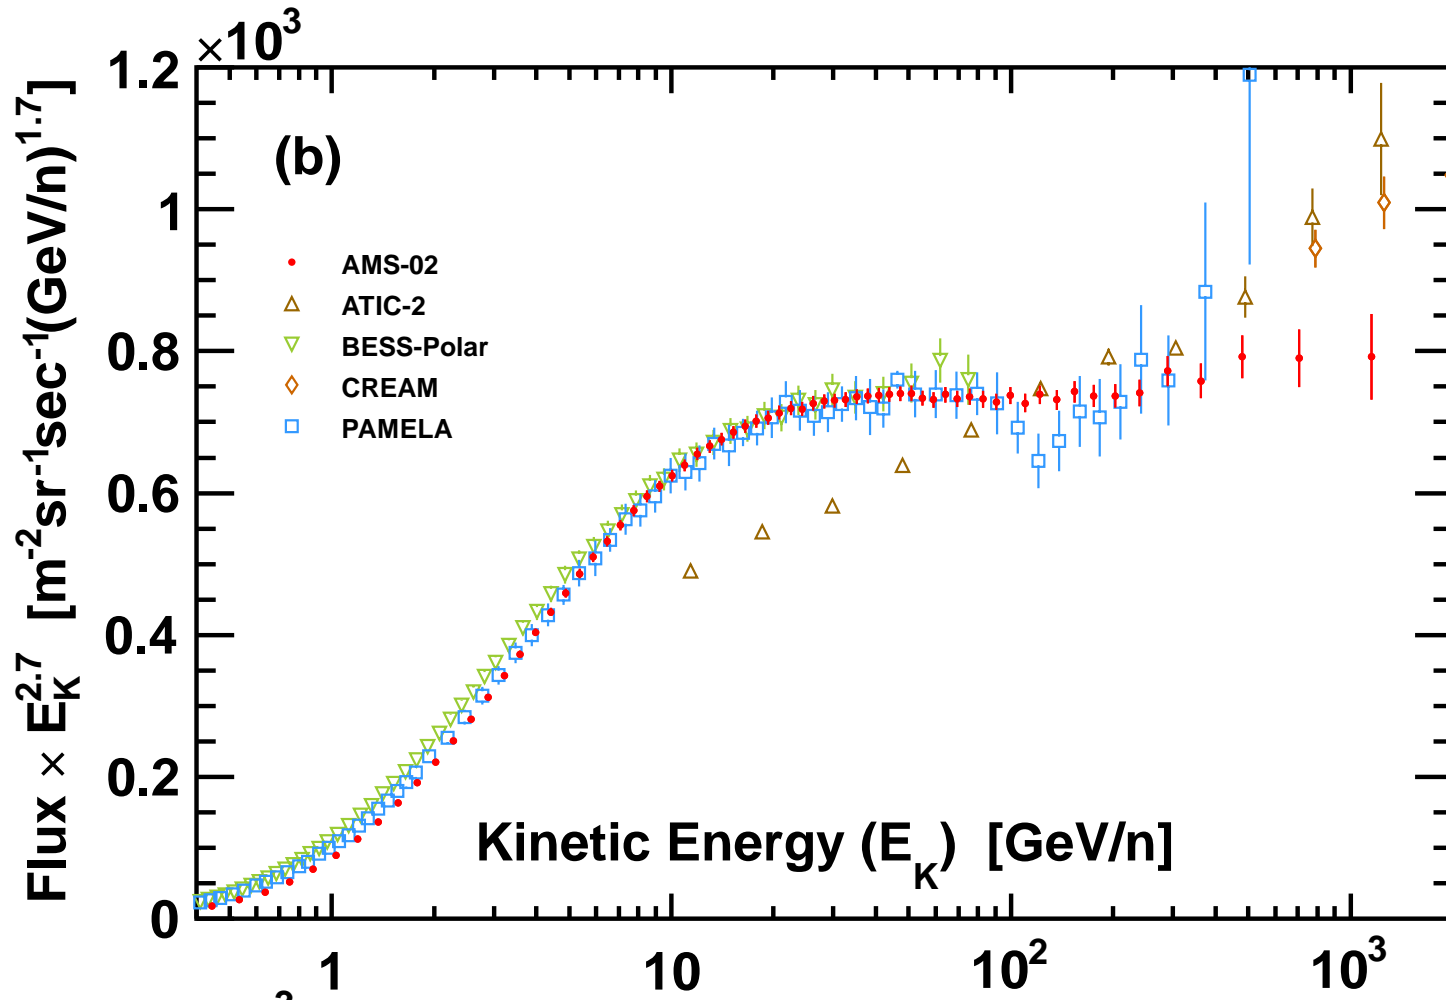 ×10³
1.2
1
0.8
0.6
0.4
0.2
0
Flux × E_K^2.7 [m⁻²sr⁻¹sec⁻¹(GeV/n)^1.7]
(b)
AMS-02
ATIC-2
BESS-Polar
CREAM
PAMELA
Kinetic Energy (E_K) [GeV/n]
1 10 10² 10³
3